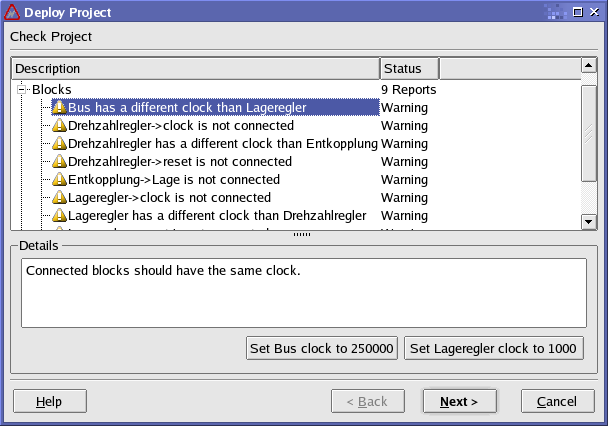 Deploy Project
Check Project
Description Status
Blocks 9 Reports
Bus has a different clock than Lageregler Warning
Drehzahlregler->clock is not connected Warning
Drehzahlregler has a different clock than Entkopplung Warning
Drehzahlregler->reset is not connected Warning
Entkopplung->Lage is not connected Warning
Lageregler->clock is not connected Warning
Lageregler has a different clock than Drehzahlregler Warning
Details
Connected blocks should have the same clock.
Set Bus clock to 250000 Set Lageregler clock to 1000
Help < Back Next > Cancel